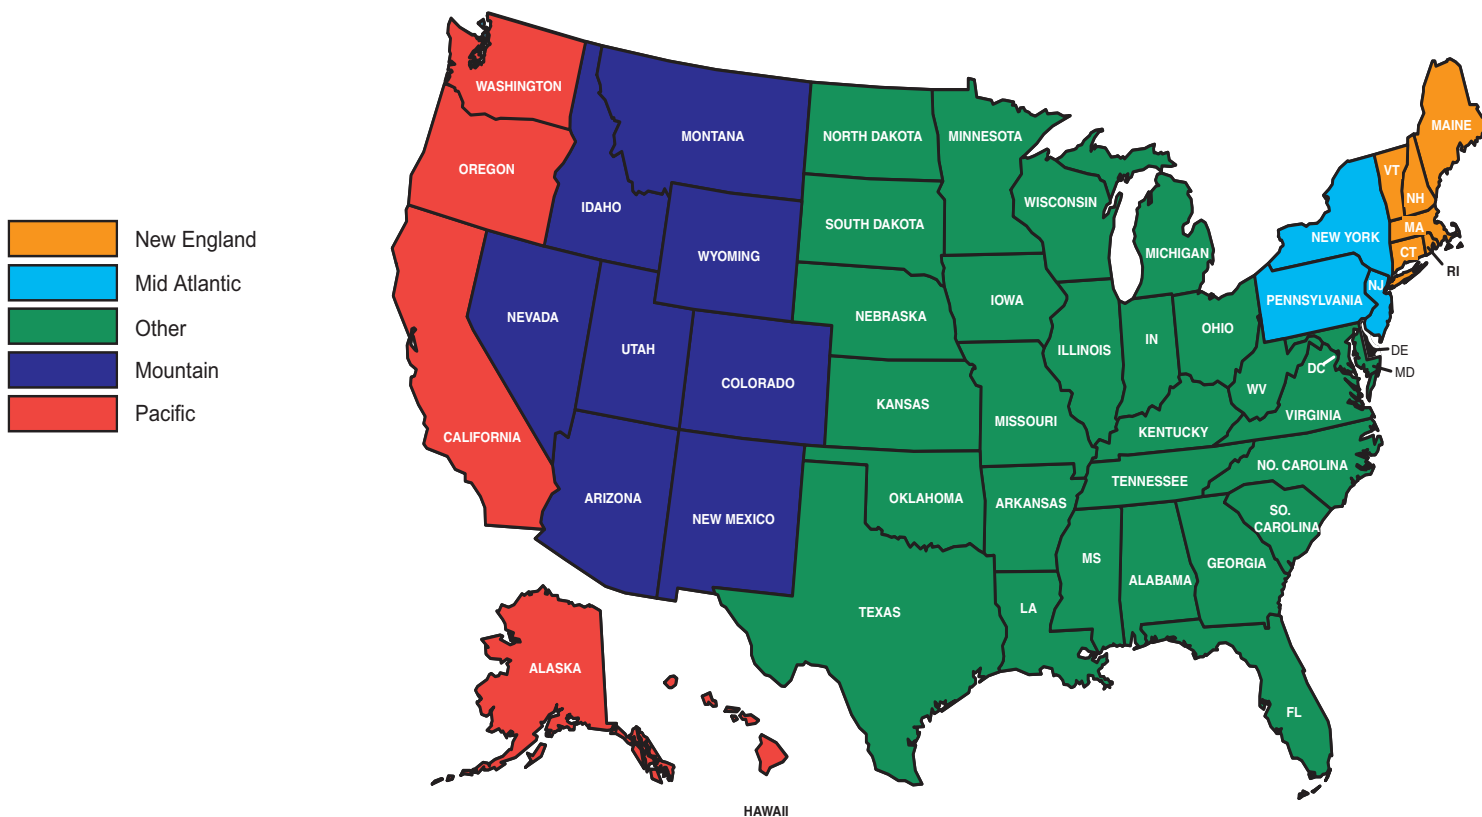 New England
Mid Atlantic
Other
Mountain
Pacific
WASHINGTON
OREGON
CALIFORNIA
NEVADA
IDAHO
MONTANA
WYOMING
UTAH
COLORADO
ARIZONA
NEW MEXICO
NORTH DAKOTA
SOUTH DAKOTA
NEBRASKA
KANSAS
OKLAHOMA
TEXAS
MINNESOTA
IOWA
MISSOURI
ARKANSAS
LA
WISCONSIN
ILLINOIS
MICHIGAN
IN
OHIO
KENTUCKY
TENNESSEE
MS
ALABAMA
GEORGIA
FL
SO.
CAROLINA
NO. CAROLINA
VIRGINIA
WV
DC
DE
MD
PENNSYLVANIA
NJ
NEW YORK
CT
RI
MA
VT
NH
MAINE
ALASKA
HAWAII